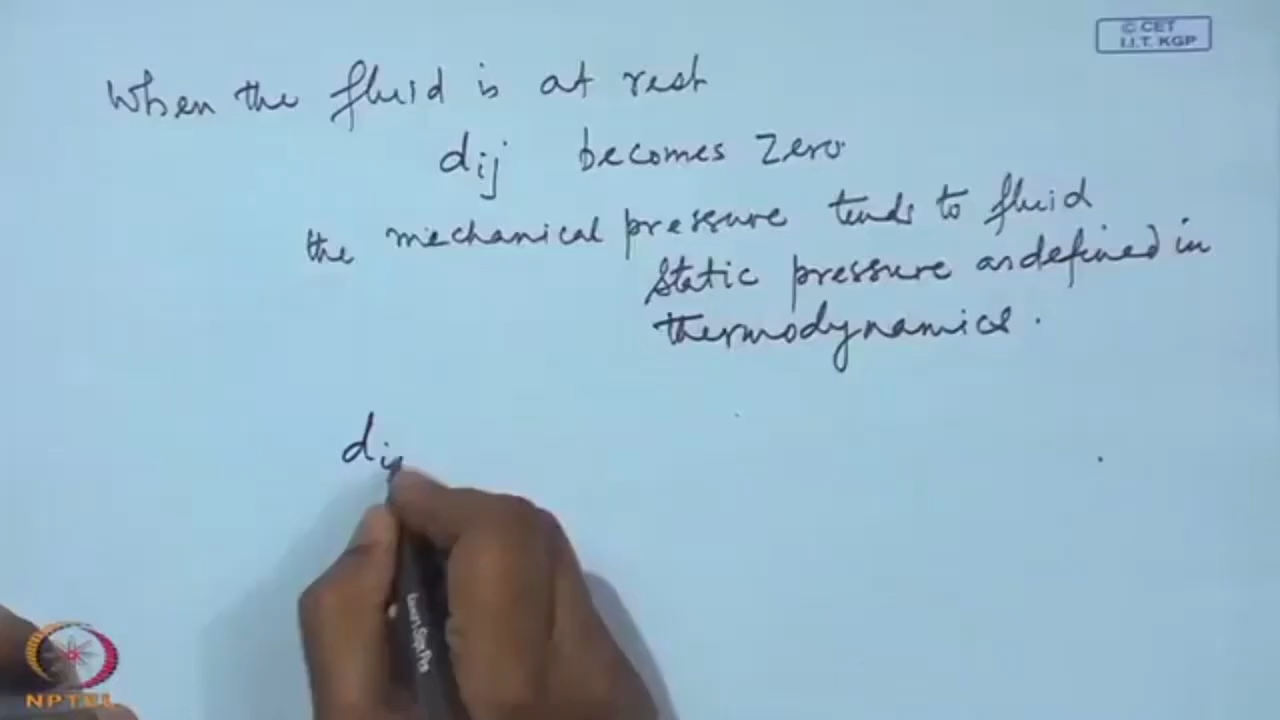 © CET
I.I.T. KGP
When the fluid is at rest
dij becomes zero.
the mechanical pressure tends to fluid
static pressure as defined in
thermodynamics.
dij
NPTEL